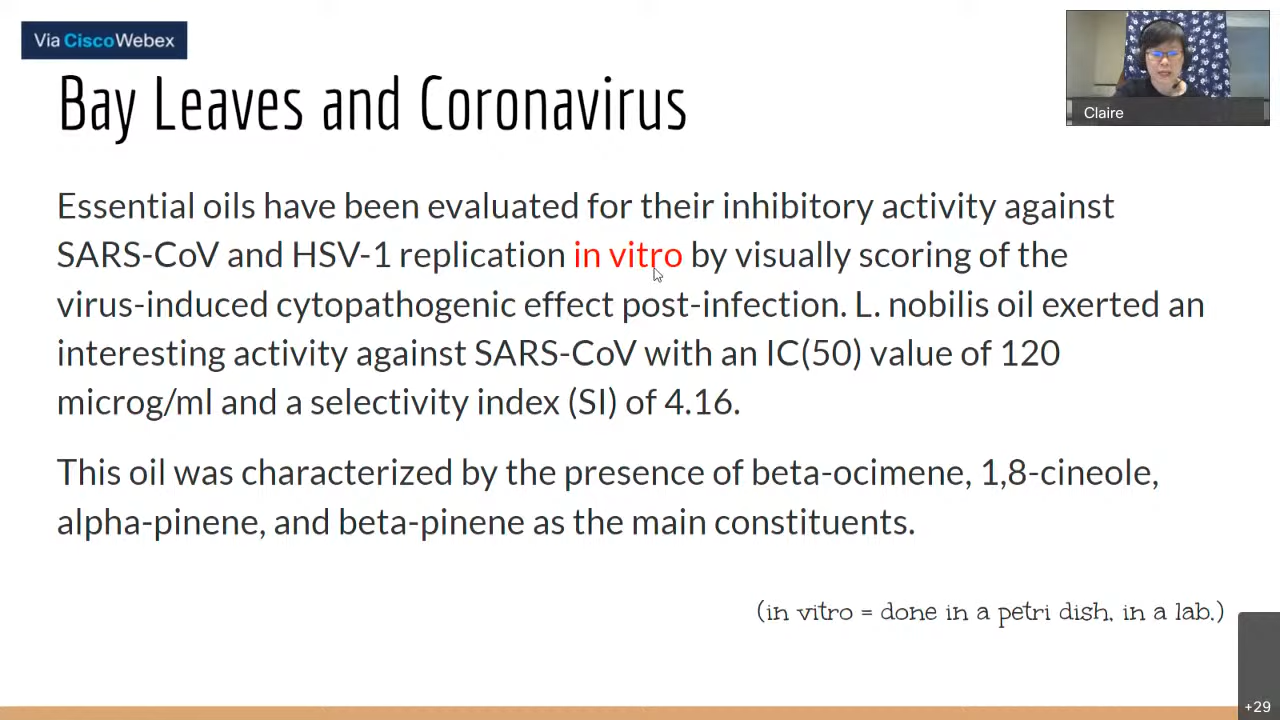 Via CiscoWebex
Claire
Bay Leaves and Coronavirus
Essential oils have been evaluated for their inhibitory activity against
SARS-CoV and HSV-1 replication in vitro by visually scoring of the
virus-induced cytopathogenic effect post-infection. L. nobilis oil exerted an
interesting activity against SARS-CoV with an IC(50) value of 120
microg/ml and a selectivity index (SI) of 4.16.
This oil was characterized by the presence of beta-ocimene, 1,8-cineole,
alpha-pinene, and beta-pinene as the main constituents.
(in vitro = done in a petri dish, in a lab.)
+29